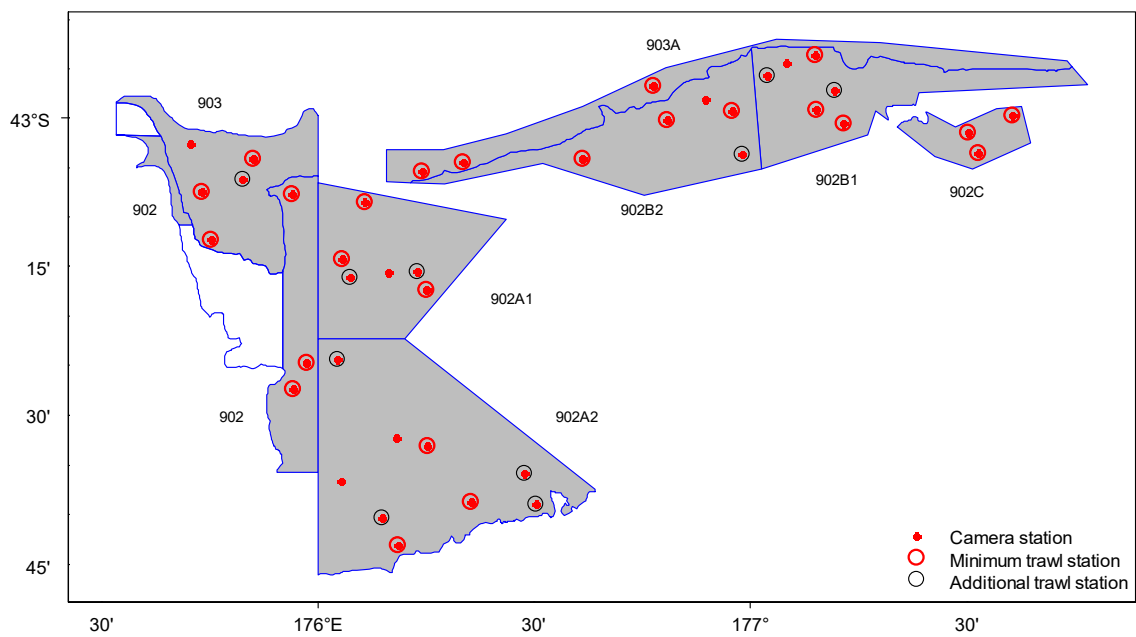 903A
903
43°S
902B1
902C
902
902B2
15'
902A1
30'
902
902A2
Camera station
Minimum trawl station
45'
Additional trawl station
30'
176°E
30'
177°
30'